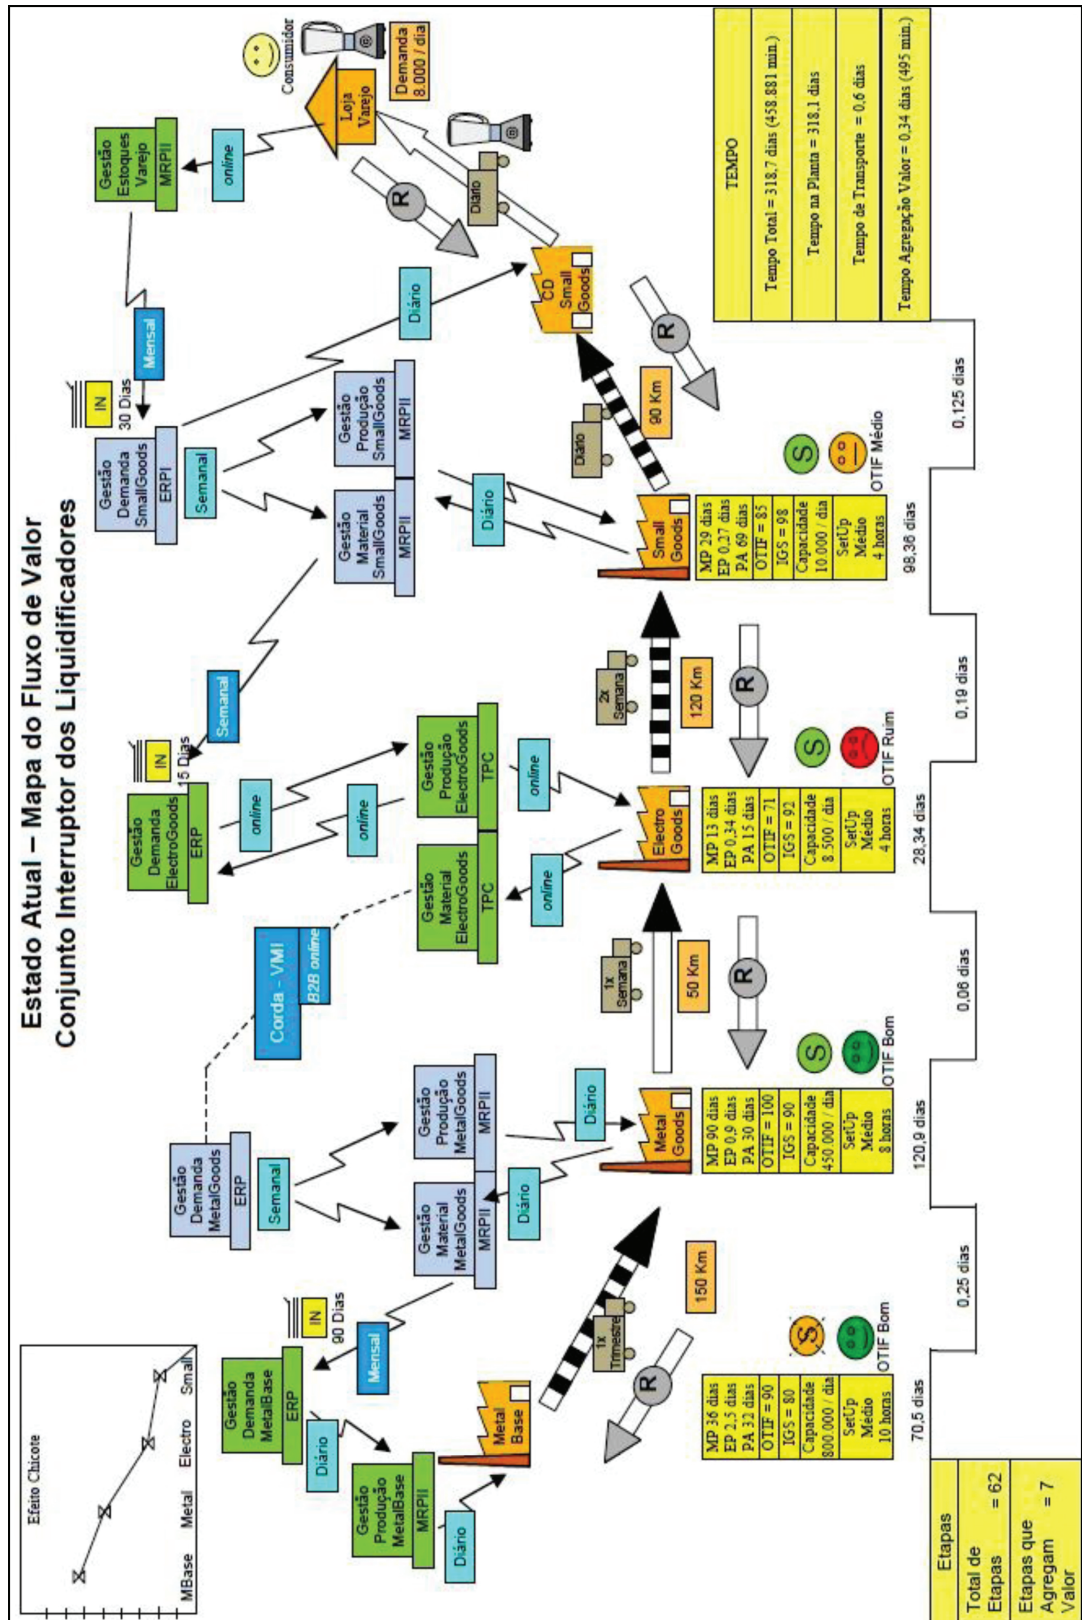 Estado Atual – Mapa do Fluxo de Valor
Conjunto Interruptor dos Liquidificadores
Efeito Chicote
MBase
Metal
Electro
Small
Gestão
Demanda
MetalBase
ERP
IN
90 Dias
Mensal
Diário
Gestão
Produção
MetalBase
MRPII
Diário
Metal
Base
1x
Trimestre
150 Km
R
Gestão
Demanda
MetalGoods
ERP
Semanal
Gestão
Material
MetalGoods
MRPII
Gestão
Produção
MetalGoods
MRPII
Diário
Diário
Metal
Goods
Corda - VMI
B2B online
1x
Semana
50 Km
R
Gestão
Demanda
ElectroGoods
ERP
IN
15 Dias
Semanal
online
online
Gestão
Material
ElectroGoods
TPC
Gestão
Produção
ElectroGoods
TPC
online
online
Electro
Goods
2x
Semana
120 Km
R
Gestão
Demanda
SmallGoods
ERPI
IN
30 Dias
Mensal
Semanal
Gestão
Material
SmallGoods
MRPII
Gestão
Produção
SmallGoods
MRPII
Diário
Diário
Small
Goods
Diário
90 Km
R
CD
Small
Goods
Gestão
Estoques
Varejo
MRPII
online
Loja
Varejo
Consumidor
Demanda
8.000 / dia
Diário
R
MP 36 dias
EP 2,5 dias
PA 32 dias
OTIF = 90
IGS = 80
Capacidade
800.000 / dia
SetUp
Médio
10 horas
S
OTIF Bom
MP 90 dias
EP 0,9 dias
PA 30 dias
OTIF = 100
IGS = 90
Capacidade
450.000 / dia
SetUp
Médio
8 horas
S
OTIF Bom
MP 13 dias
EP 0,34 dias
PA 15 dias
OTIF = 71
IGS = 92
Capacidade
8.500 / dia
SetUp
Médio
4 horas
S
OTIF Ruim
MP 29 dias
EP 0,27 dias
PA 69 dias
OTIF = 85
IGS = 98
Capacidade
10.000 / dia
SetUp
Médio
4 horas
S
OTIF Médio
70,5 dias
0,25 dias
120,9 dias
0,06 dias
28,34 dias
0,19 dias
98,36 dias
0,125 dias
Etapas
Total de
Etapas = 62
Etapas que
Agregam = 7
Valor
TEMPO
Tempo Total = 318,7 dias (458.881 min.)
Tempo na Planta = 318,1 dias
Tempo de Transporte = 0,6 dias
Tempo Agregação Valor = 0,34 dias (495 min.)